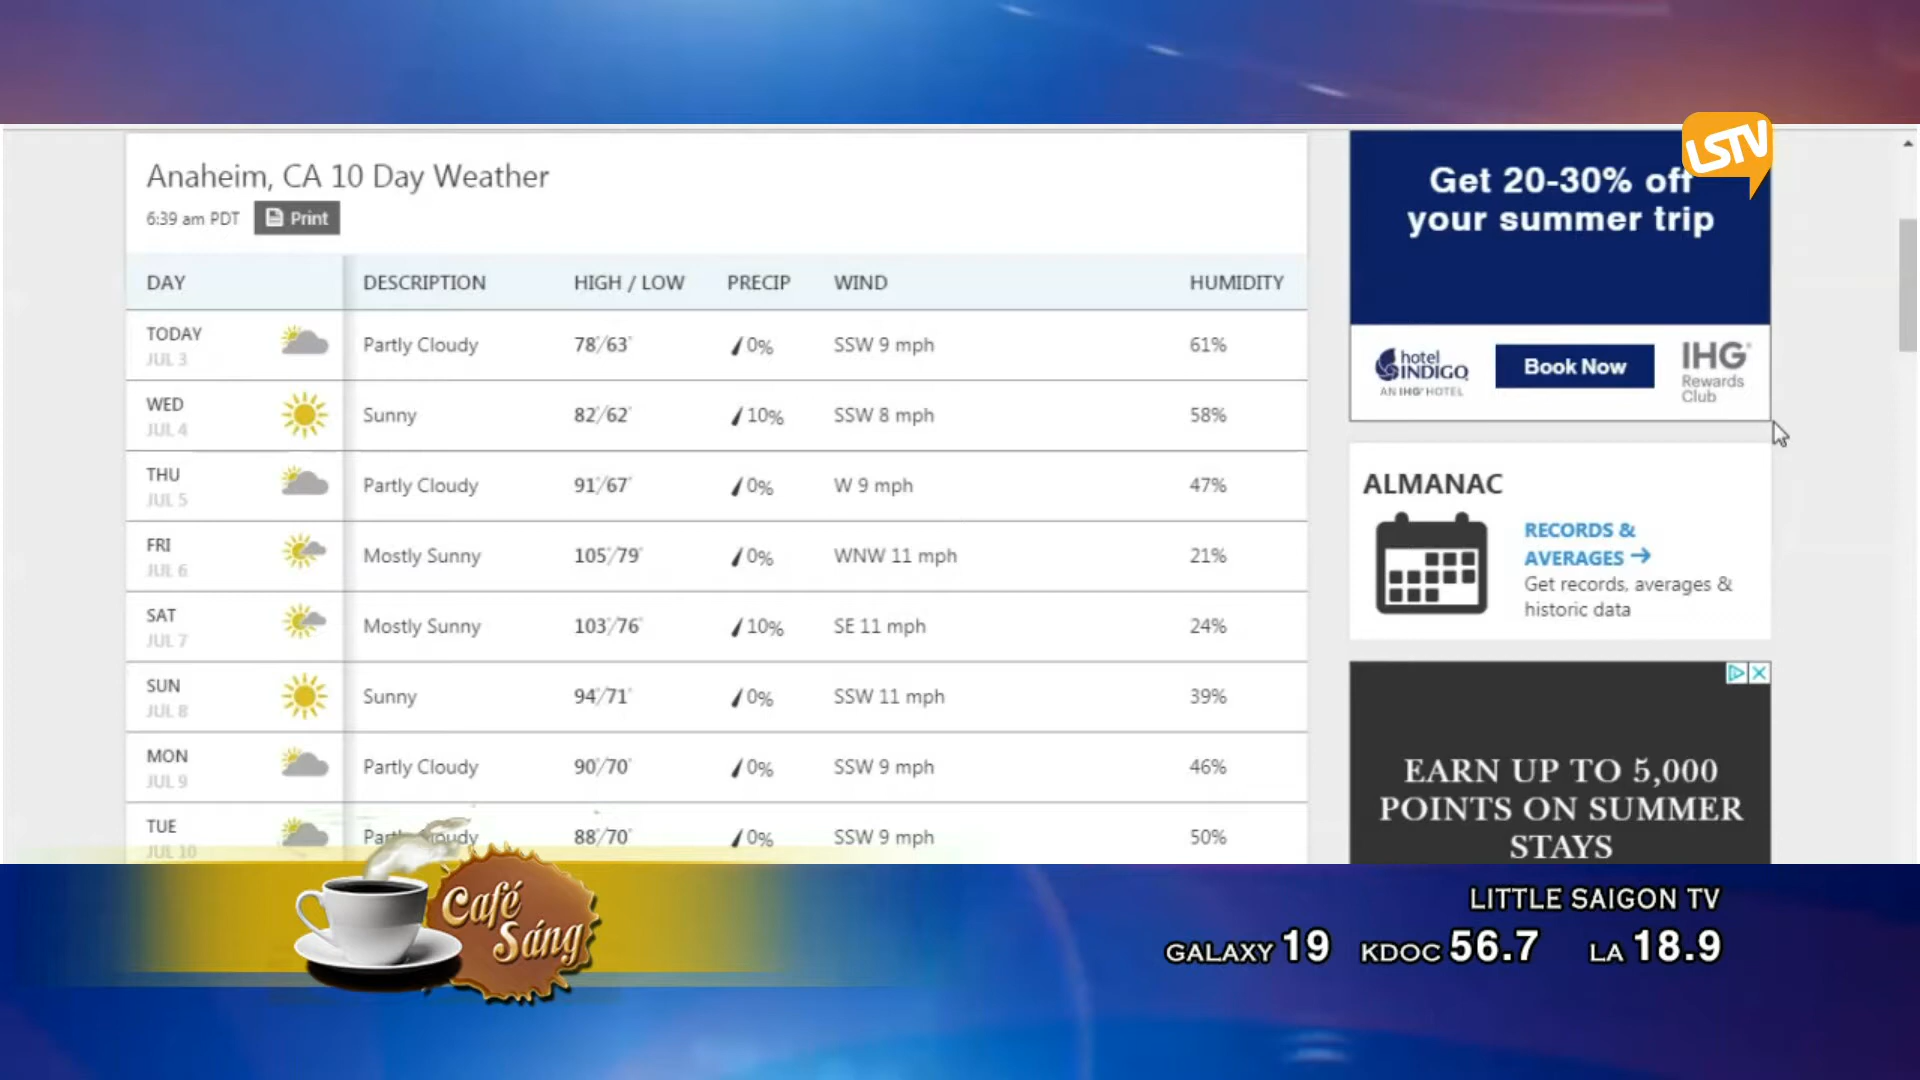 LSTV
Anaheim, CA 10 Day Weather
6:39 am PDT Print
DAY DESCRIPTION HIGH / LOW PRECIP WIND HUMIDITY
TODAY
JUL 3
Partly Cloudy 78°/63° 0% SSW 9 mph 61%
WED
JUL 4
Sunny 82°/62° 10% SSW 8 mph 58%
THU
JUL 5
Partly Cloudy 91°/67° 0% W 9 mph 47%
FRI
JUL 6
Mostly Sunny 105°/79° 0% WNW 11 mph 21%
SAT
JUL 7
Mostly Sunny 103°/76° 10% SE 11 mph 24%
SUN
JUL 8
Sunny 94°/71° 0% SSW 11 mph 39%
MON
JUL 9
Partly Cloudy 90°/70° 0% SSW 9 mph 46%
TUE
JUL 10
Partly Cloudy 88°/70° 0% SSW 9 mph 50%
Get 20-30% off
your summer trip
hotel
INDIGO
AN IHG® HOTEL
Book Now
IHG®
Rewards
Club
ALMANAC
RECORDS &
AVERAGES →
Get records, averages &
historic data
EARN UP TO 5,000
POINTS ON SUMMER
STAYS
Café
Sáng
LITTLE SAIGON TV
GALAXY 19 KDOC 56.7 LA 18.9